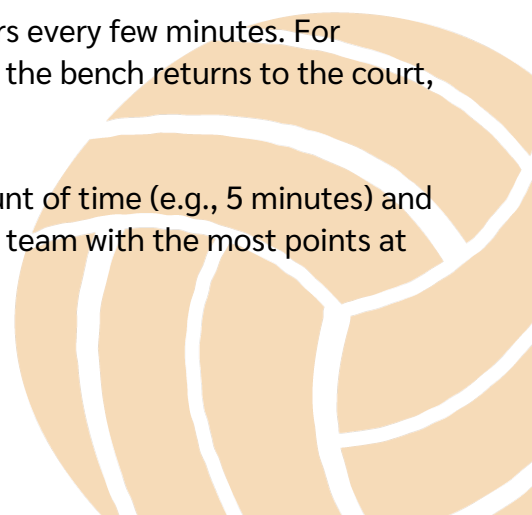 rs every few minutes. For
the bench returns to the court,
unt of time (e.g., 5 minutes) and
team with the most points at